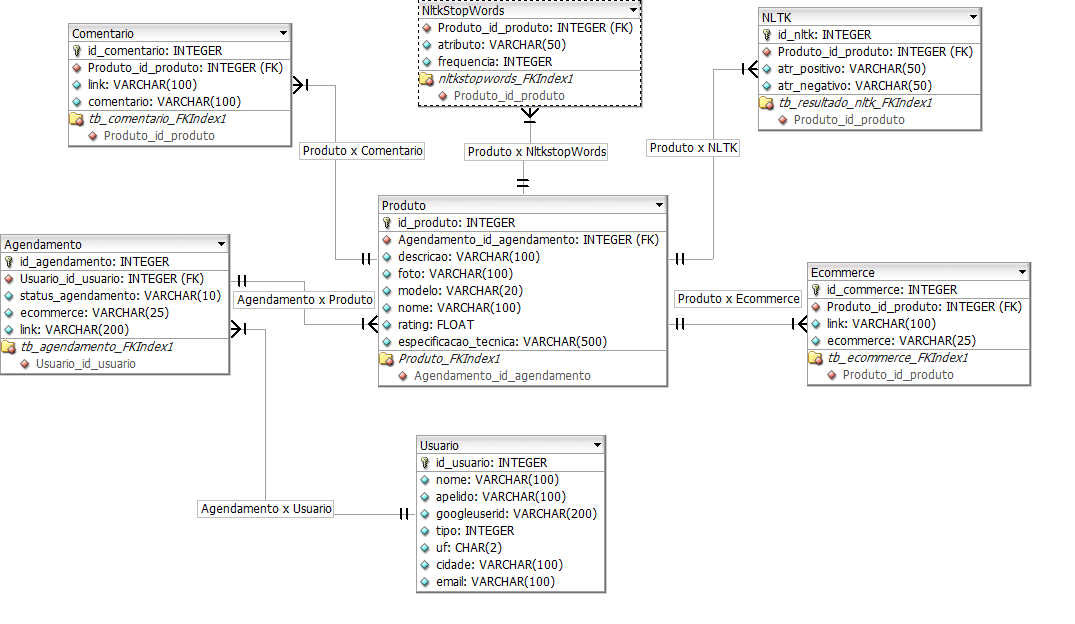 Comentario
id_comentario: INTEGER
Produto_id_produto: INTEGER (FK)
link: VARCHAR(100)
comentario: VARCHAR(100)
tb_comentario_FKIndex1
Produto_id_produto
NltkStopWords
Produto_id_produto: INTEGER (FK)
atributo: VARCHAR(50)
frequencia: INTEGER
nltkstopwords_FKIndex1
Produto_id_produto
NLTK
id_nltk: INTEGER
Produto_id_produto: INTEGER (FK)
atr_positivo: VARCHAR(50)
atr_negativo: VARCHAR(50)
tb_resultado_nltk_FKIndex1
Produto_id_produto
Produto x Comentario
Produto x NltkstopWords
Produto x NLTK
Agendamento
id_agendamento: INTEGER
Usuario_id_usuario: INTEGER (FK)
status_agendamento: VARCHAR(10)
ecommerce: VARCHAR(25)
link: VARCHAR(200)
tb_agendamento_FKIndex1
Usuario_id_usuario
Agendamento x Produto
Produto
id_produto: INTEGER
Agendamento_id_agendamento: INTEGER (FK)
descricao: VARCHAR(100)
foto: VARCHAR(100)
modelo: VARCHAR(20)
nome: VARCHAR(100)
rating: FLOAT
especificacao_tecnica: VARCHAR(500)
Produto_FKIndex1
Agendamento_id_agendamento
Produto x Ecommerce
Ecommerce
id_commerce: INTEGER
Produto_id_produto: INTEGER (FK)
link: VARCHAR(100)
ecommerce: VARCHAR(25)
tb_ecommerce_FKIndex1
Produto_id_produto
Agendamento x Usuario
Usuario
id_usuario: INTEGER
nome: VARCHAR(100)
apelido: VARCHAR(100)
googleuserid: VARCHAR(200)
tipo: INTEGER
uf: CHAR(2)
cidade: VARCHAR(100)
email: VARCHAR(100)